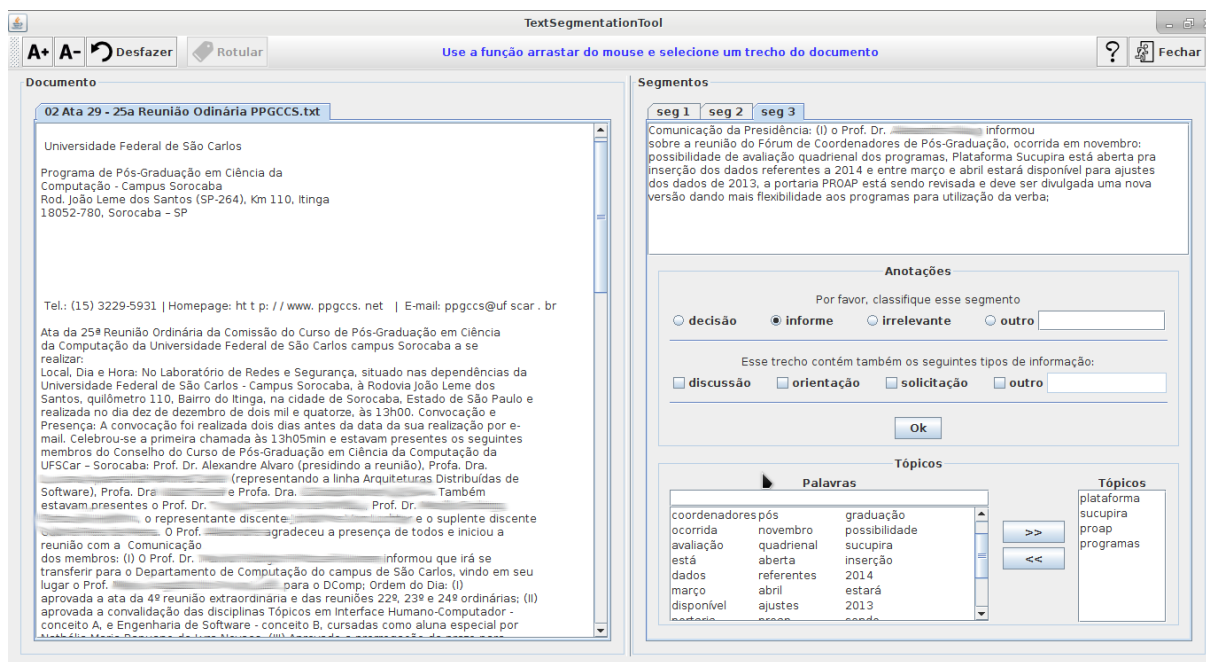 TextSegmentationTool
A+ A- Desfazer Rotular Use a função arrastar do mouse e selecione um trecho do documento ? Fechar
Documento
02 Ata 29 - 25a Reunião Odinária PPGCCS.txt
Universidade Federal de São Carlos
Programa de Pós-Graduação em Ciência da
Computação - Campus Sorocaba
Rod. João Leme dos Santos (SP-264), Km 110, Itinga
18052-780, Sorocaba – SP
Tel.: (15) 3229-5931 | Homepage: ht t p: / / www. ppgccs. net | E-mail: ppgccs@uf scar . br
Ata da 25ª Reunião Ordinária da Comissão do Curso de Pós-Graduação em Ciência
da Computação da Universidade Federal de São Carlos campus Sorocaba a se
realizar:
Local, Dia e Hora: No Laboratório de Redes e Segurança, situado nas dependências da
Universidade Federal de São Carlos - Campus Sorocaba, à Rodovia João Leme dos
Santos, quilômetro 110, Bairro do Itinga, na cidade de Sorocaba, Estado de São Paulo e
realizada no dia dez de dezembro de dois mil e quatorze, às 13h00. Convocação e
Presença: A convocação foi realizada dois dias antes da data da sua realização por e-
mail. Celebrou-se a primeira chamada às 13h05min e estavam presentes os seguintes
membros do Conselho do Curso de Pós-Graduação em Ciência da Computação da
UFSCar – Sorocaba: Prof. Dr. Alexandre Alvaro (presidindo a reunião), Profa. Dra.
(representando a linha Arquiteturas Distribuídas de
Software), Profa. Dra e Profa. Dra. Também
estavam presentes o Prof. Dr. Prof. Dr.
, o representante discente e o suplente discente
. O Prof. agradeceu a presença de todos e iniciou a
reunião com a Comunicação
dos membros: (I) O Prof. Dr. informou que irá se
transferir para o Departamento de Computação do campus de São Carlos, vindo em seu
lugar o Prof. para o DComp; Ordem do Dia: (I)
aprovada a ata da 4º reunião extraordinária e das reuniões 22º, 23º e 24º ordinárias; (II)
aprovada a convalidação das disciplinas Tópicos em Interface Humano-Computador -
conceito A, e Engenharia de Software - conceito B, cursadas como aluna especial por
Segmentos
seg 1 seg 2 seg 3
Comunicação da Presidência: (I) o Prof. Dr. informou
sobre a reunião do Fórum de Coordenadores de Pós-Graduação, ocorrida em novembro:
possibilidade de avaliação quadrienal dos programas, Plataforma Sucupira está aberta pra
inserção dos dados referentes a 2014 e entre março e abril estará disponível para ajustes
dos dados de 2013, a portaria PROAP está sendo revisada e deve ser divulgada uma nova
versão dando mais flexibilidade aos programas para utilização da verba;
Anotações
Por favor, classifique esse segmento
decisão informe irrelevante outro
Esse trecho contém também os seguintes tipos de informação:
discussão orientação solicitação outro
Ok
Tópicos
Palavras
coordenadores pós graduação
ocorrida novembro possibilidade
avaliação quadrienal sucupira
está aberta inserção
dados referentes 2014
março abril estará
disponível ajustes 2013
>>
<<
Tópicos
plataforma
sucupira
proap
programas